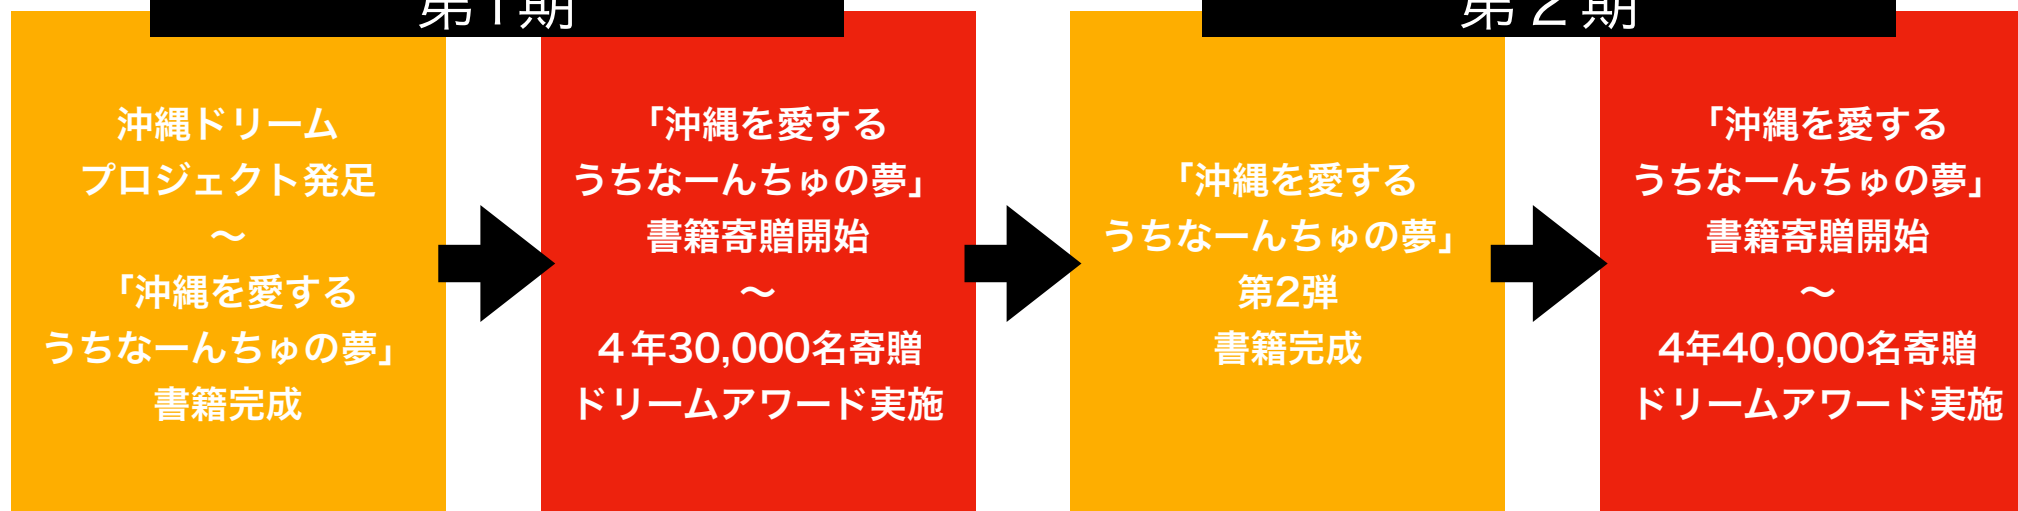 第1期
沖縄ドリーム
プロジェクト発足
〜
「沖縄を愛する
うちなーんちゅの夢」
書籍完成
「沖縄を愛する
うちなーんちゅの夢」
書籍寄贈開始
〜
４年30,000名寄贈
ドリームアワード実施
第２期
「沖縄を愛する
うちなーんちゅの夢」
第2弾
書籍完成
「沖縄を愛する
うちなーんちゅの夢」
書籍寄贈開始
〜
4年40,000名寄贈
ドリームアワード実施